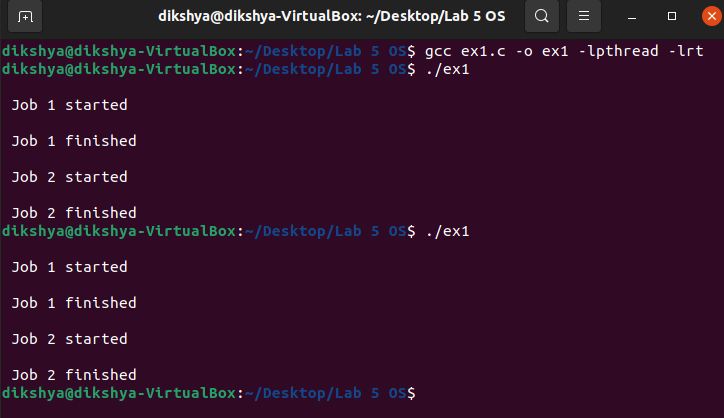 dikshya@dikshya-VirtualBox: ~/Desktop/Lab 5 OS
dikshya@dikshya-VirtualBox:~/Desktop/Lab 5 OS$ gcc ex1.c -o ex1 -lpthread -lrt
dikshya@dikshya-VirtualBox:~/Desktop/Lab 5 OS$ ./ex1
Job 1 started
Job 1 finished
Job 2 started
Job 2 finished
dikshya@dikshya-VirtualBox:~/Desktop/Lab 5 OS$ ./ex1
Job 1 started
Job 1 finished
Job 2 started
Job 2 finished
dikshya@dikshya-VirtualBox:~/Desktop/Lab 5 OS$